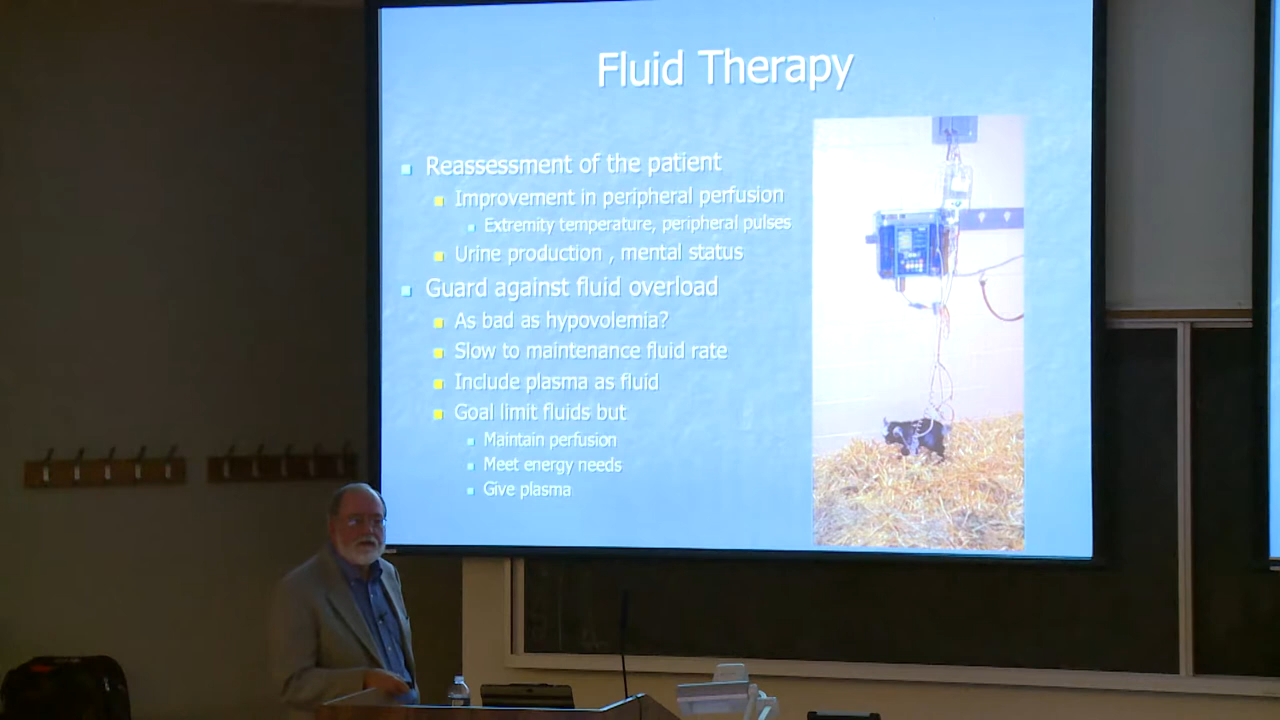 Fluid Therapy
Reassessment of the patient
Improvement in peripheral perfusion
Extremity temperature, peripheral pulses
Urine production , mental status
Guard against fluid overload
As bad as hypovolemia?
Slow to maintenance fluid rate
Include plasma as fluid
Goal limit fluids but
Maintain perfusion
Meet energy needs
Give plasma